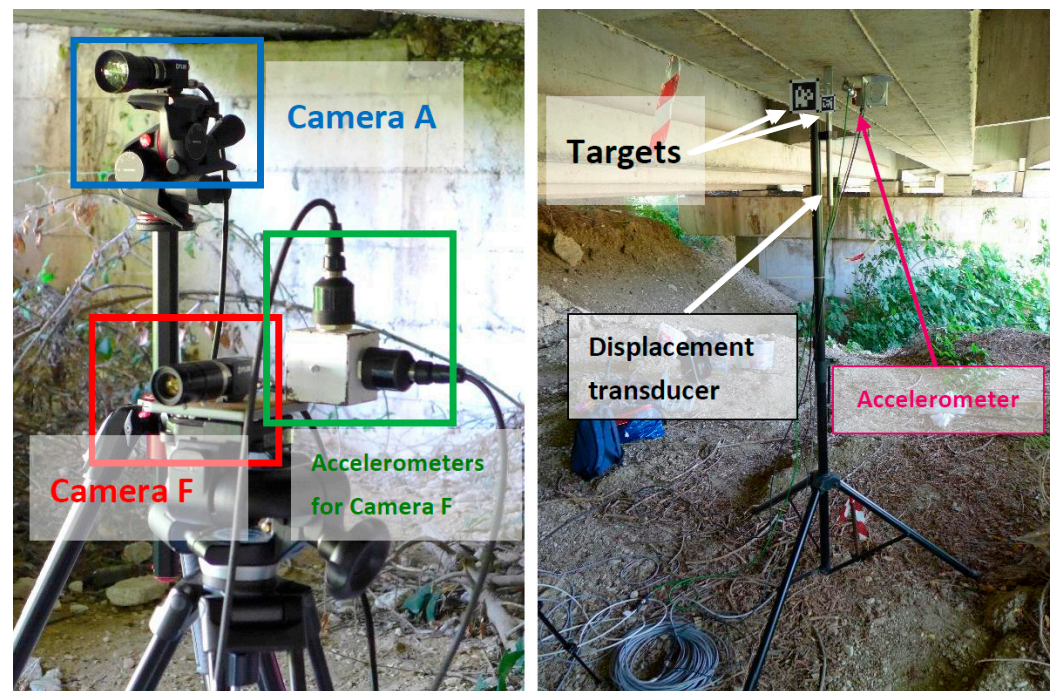 Camera A
Camera F
Accelerometers
for Camera F
Targets
Displacement
transducer
Accelerometer